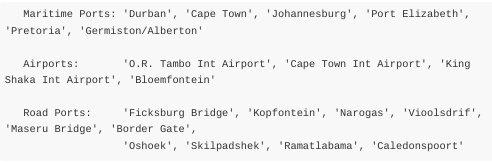 Maritime Ports: 'Durban', 'Cape Town', 'Johannesburg', 'Port Elizabeth',
'Pretoria', 'Germiston/Alberton'
Airports: 'O.R. Tambo Int Airport', 'Cape Town Int Airport', 'King
Shaka Int Airport', 'Bloemfontein'
Road Ports: 'Ficksburg Bridge', 'Kopfontein', 'Narogas', 'Vioolsdrif',
'Maseru Bridge', 'Border Gate',
'Oshoek', 'Skilpadshek', 'Ramatlabama', 'Caledonspoort'